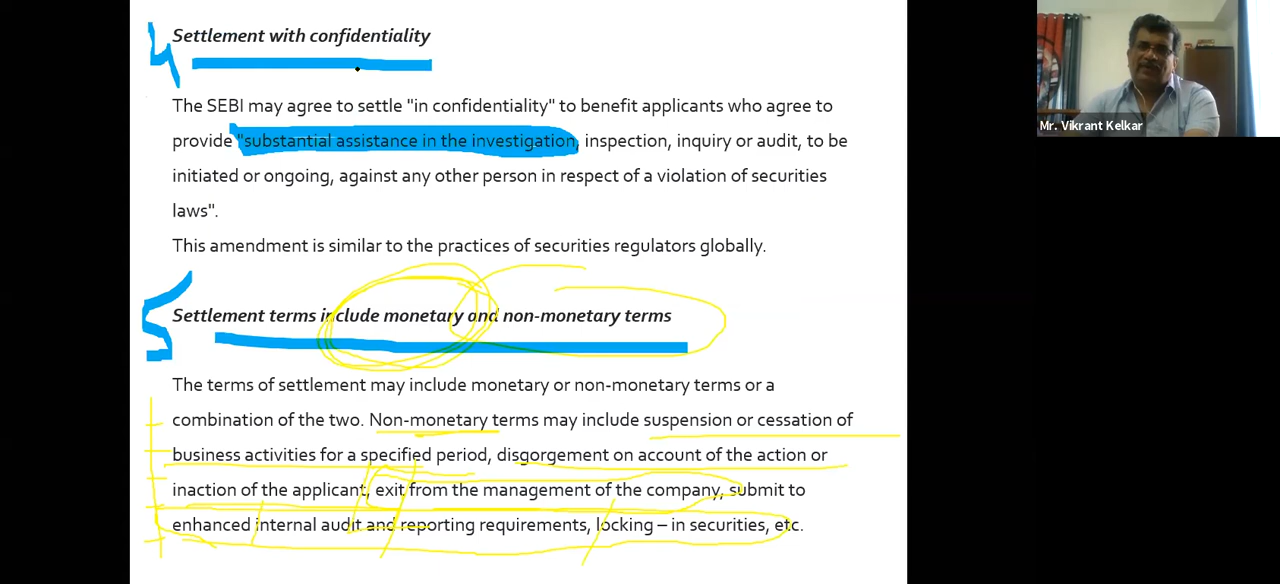 4 Settlement with confidentiality
The SEBI may agree to settle "in confidentiality" to benefit applicants who agree to
provide "substantial assistance in the investigation, inspection, inquiry or audit, to be
initiated or ongoing, against any other person in respect of a violation of securities
laws".
This amendment is similar to the practices of securities regulators globally.
5 Settlement terms include monetary and non-monetary terms
The terms of settlement may include monetary or non-monetary terms or a
combination of the two. Non-monetary terms may include suspension or cessation of
business activities for a specified period, disgorgement on account of the action or
inaction of the applicant, exit from the management of the company, submit to
enhanced internal audit and reporting requirements, locking – in securities, etc.
Mr. Vikrant Kelkar